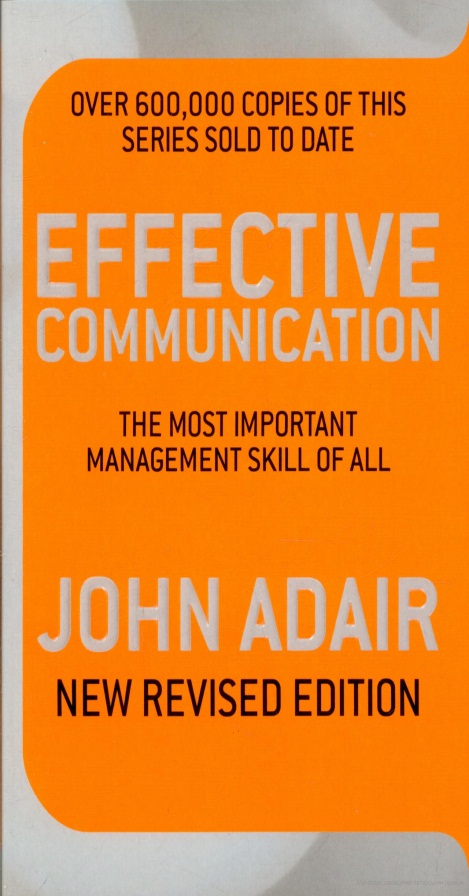 OVER 600,000 COPIES OF THIS
SERIES SOLD TO DATE
EFFECTIVE
COMMUNICATION
THE MOST IMPORTANT
MANAGEMENT SKILL OF ALL
JOHN ADAIR
NEW REVISED EDITION